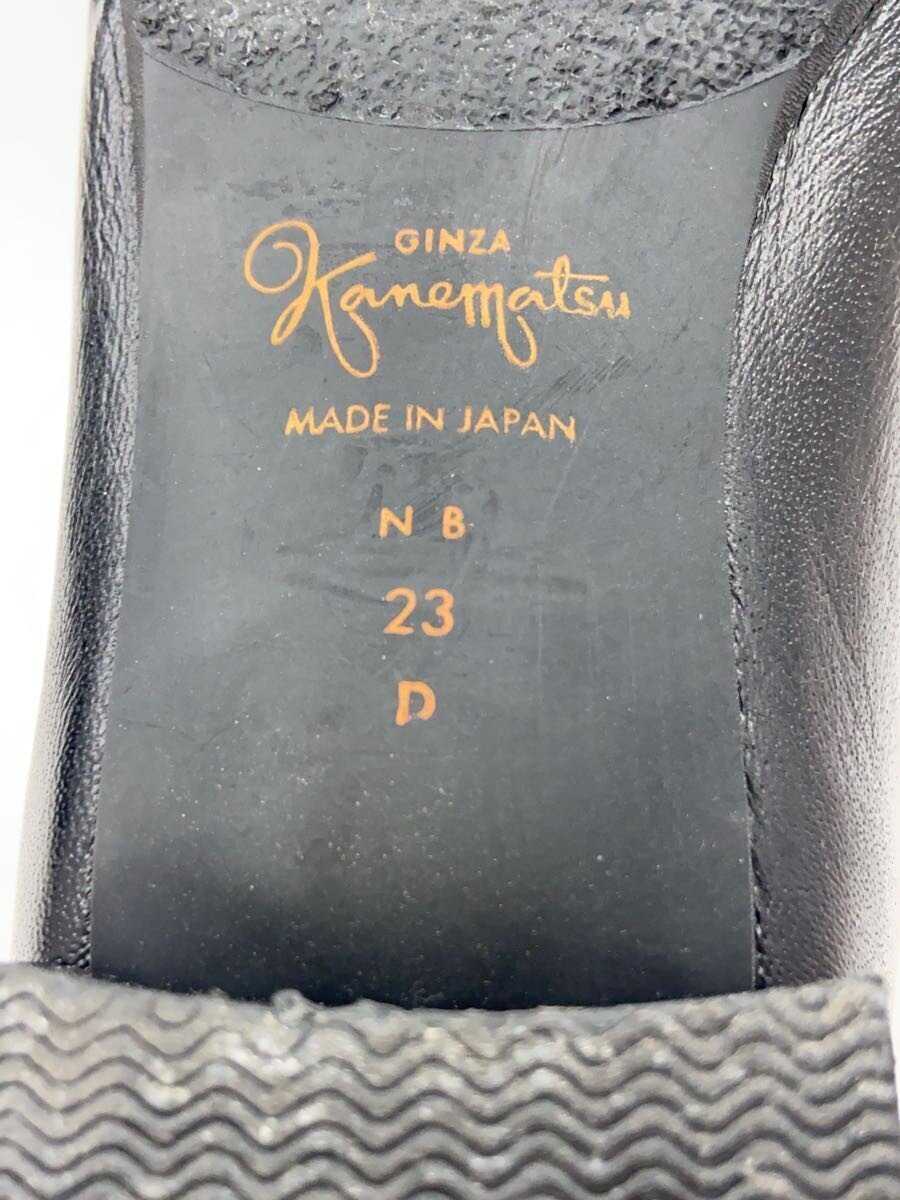 GINZA
Kanematsu
MADE IN JAPAN
N B
23
D